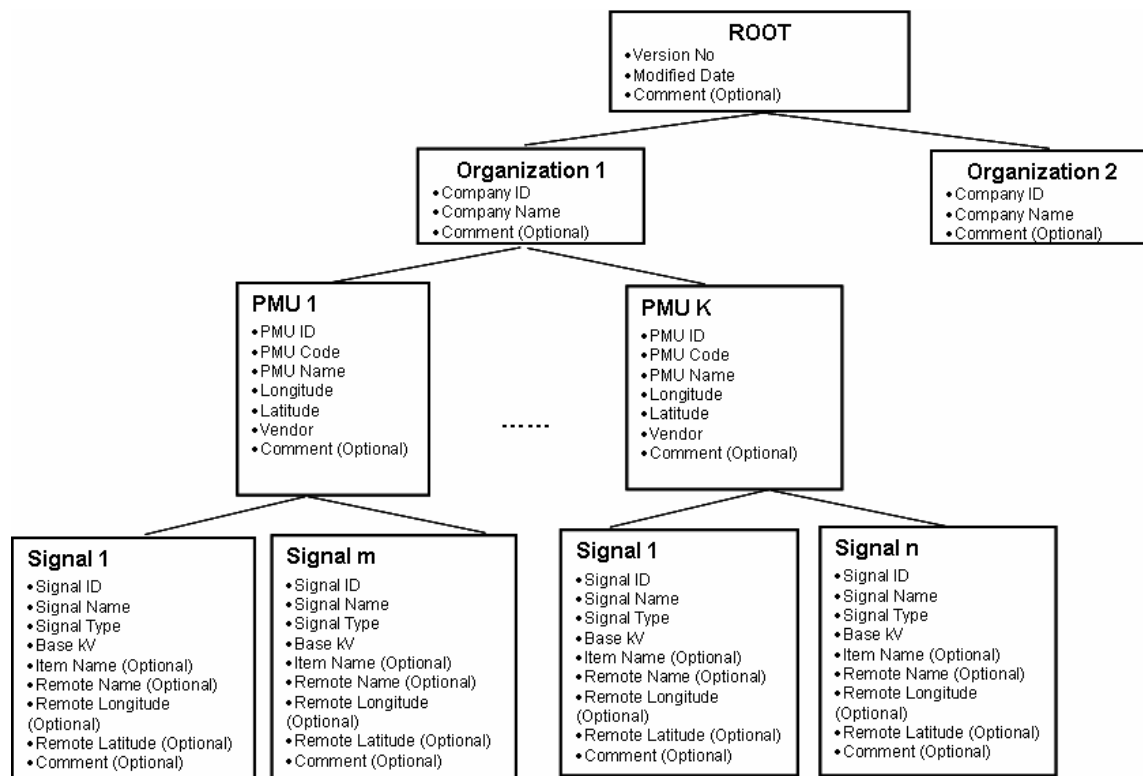 ROOT
•Version No
•Modified Date
•Comment (Optional)
Organization 1
•Company ID
•Company Name
•Comment (Optional)
Organization 2
•Company ID
•Company Name
•Comment (Optional)
PMU 1
•PMU ID
•PMU Code
•PMU Name
•Longitude
•Latitude
•Vendor
•Comment (Optional)
......
PMU K
•PMU ID
•PMU Code
•PMU Name
•Longitude
•Latitude
•Vendor
•Comment (Optional)
Signal 1
•Signal ID
•Signal Name
•Signal Type
•Base kV
•Item Name (Optional)
•Remote Name (Optional)
•Remote Longitude
(Optional)
•Remote Latitude (Optional)
•Comment (Optional)
Signal m
•Signal ID
•Signal Name
•Signal Type
•Base kV
•Item Name (Optional)
•Remote Name (Optional)
•Remote Longitude
(Optional)
•Remote Latitude (Optional)
•Comment (Optional)
Signal 1
•Signal ID
•Signal Name
•Signal Type
•Base kV
•Item Name (Optional)
•Remote Name (Optional)
•Remote Longitude
(Optional)
•Remote Latitude (Optional)
•Comment (Optional)
Signal n
•Signal ID
•Signal Name
•Signal Type
•Base kV
•Item Name (Optional)
•Remote Name (Optional)
•Remote Longitude
(Optional)
•Remote Latitude (Optional)
•Comment (Optional)